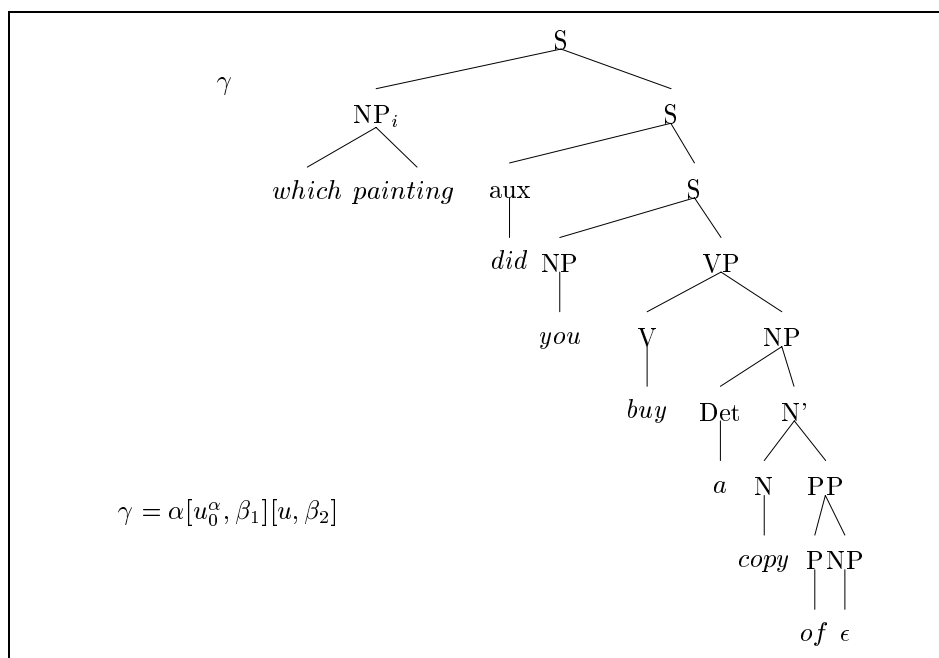 S
γ
NP_i S
which painting aux S
did NP VP
you V NP
buy Det N'
a N PP
γ = α[u_0^α, β_1][u, β_2]
copy P NP
of ϵ